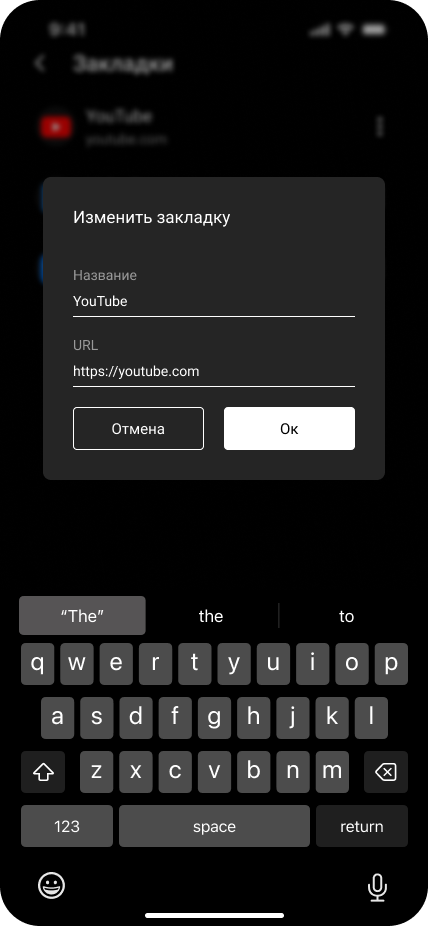 9:41
Закладки
YouTube
youtube.com
Изменить закладку
Название
YouTube
URL
https://youtube.com
Отмена Ок
“The” the to
q w e r t y u i o p
a s d f g h j k l
z x c v b n m
123 space return